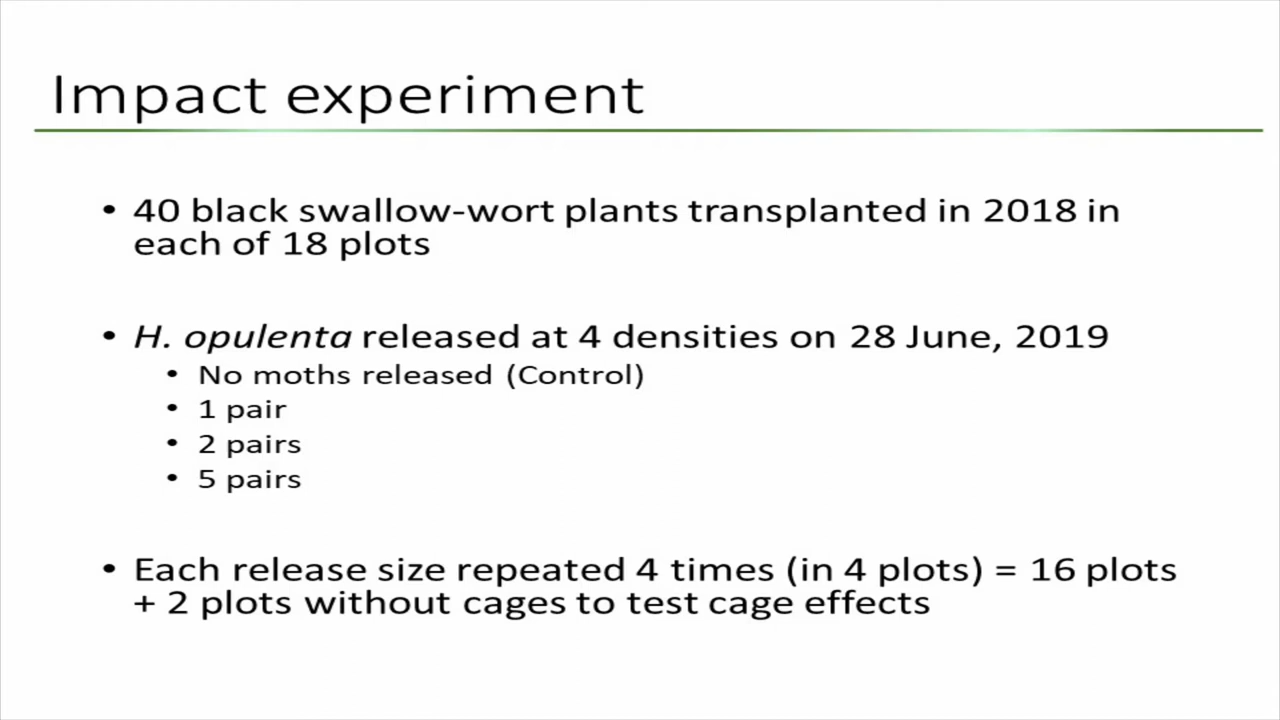 Impact experiment
• 40 black swallow-wort plants transplanted in 2018 in
each of 18 plots
• H. opulenta released at 4 densities on 28 June, 2019
• No moths released (Control)
• 1 pair
• 2 pairs
• 5 pairs
• Each release size repeated 4 times (in 4 plots) = 16 plots
+ 2 plots without cages to test cage effects